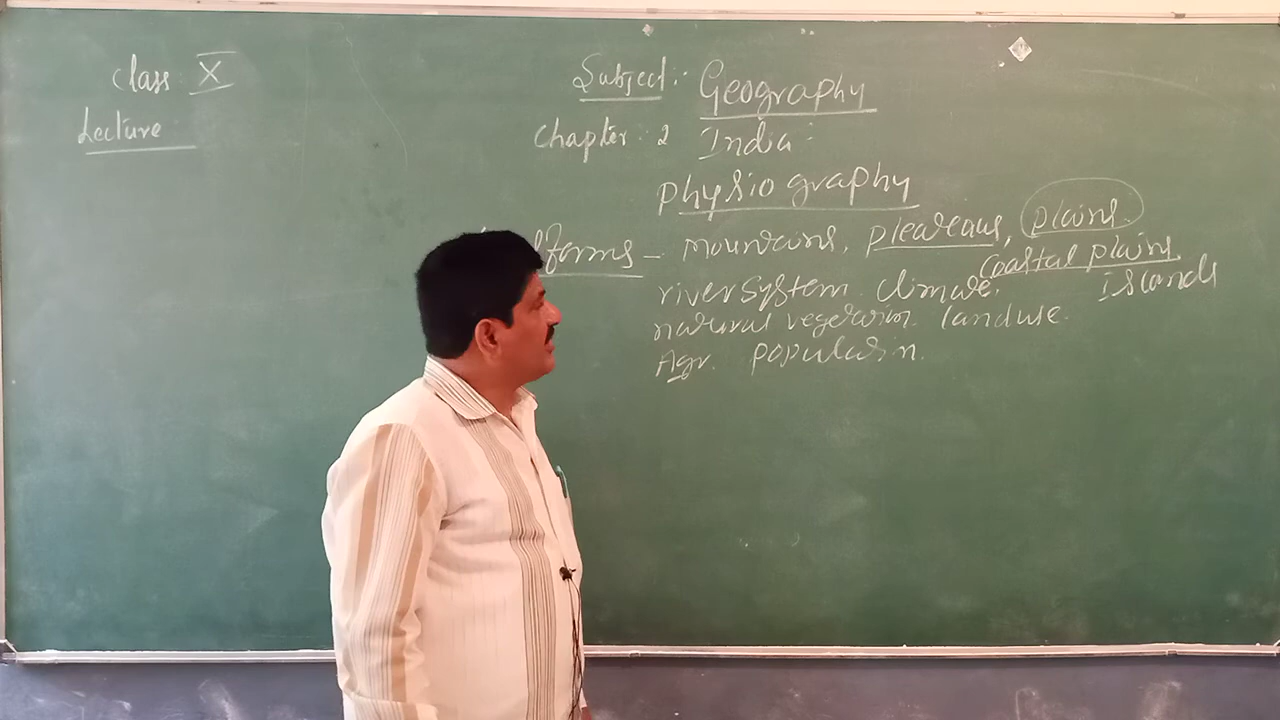 Class: X
Subject:- Geography
Lecture
Chapter: 2 India:-
Physiography
forms - mountains, pleateaus, plains.
coastal plains
river system. climate. islands
natural vegetation. landuse.
Agr. population.